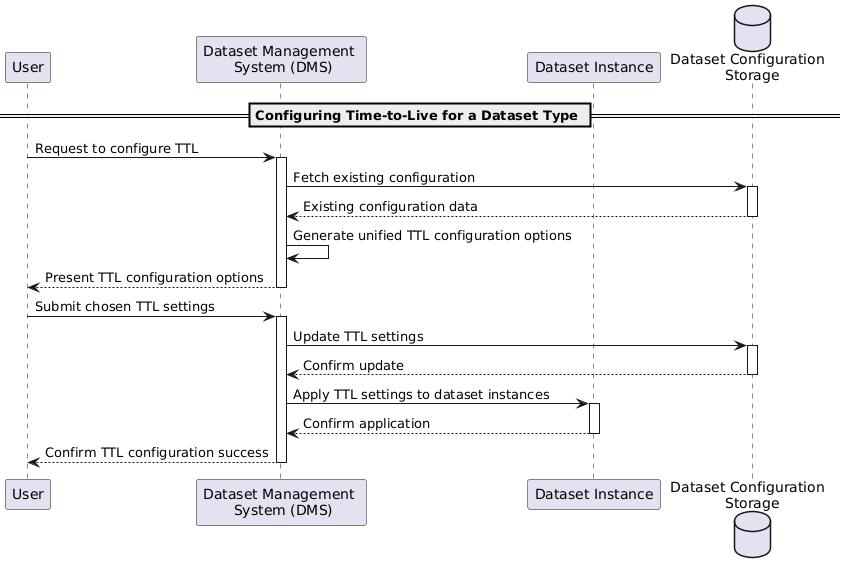 User
Dataset Management
System (DMS)
Dataset Instance
Dataset Configuration
Storage
Configuring Time-to-Live for a Dataset Type
Request to configure TTL
Fetch existing configuration
Existing configuration data
Generate unified TTL configuration options
Present TTL configuration options
Submit chosen TTL settings
Update TTL settings
Confirm update
Apply TTL settings to dataset instances
Confirm application
Confirm TTL configuration success
User
Dataset Management
System (DMS)
Dataset Instance
Dataset Configuration
Storage